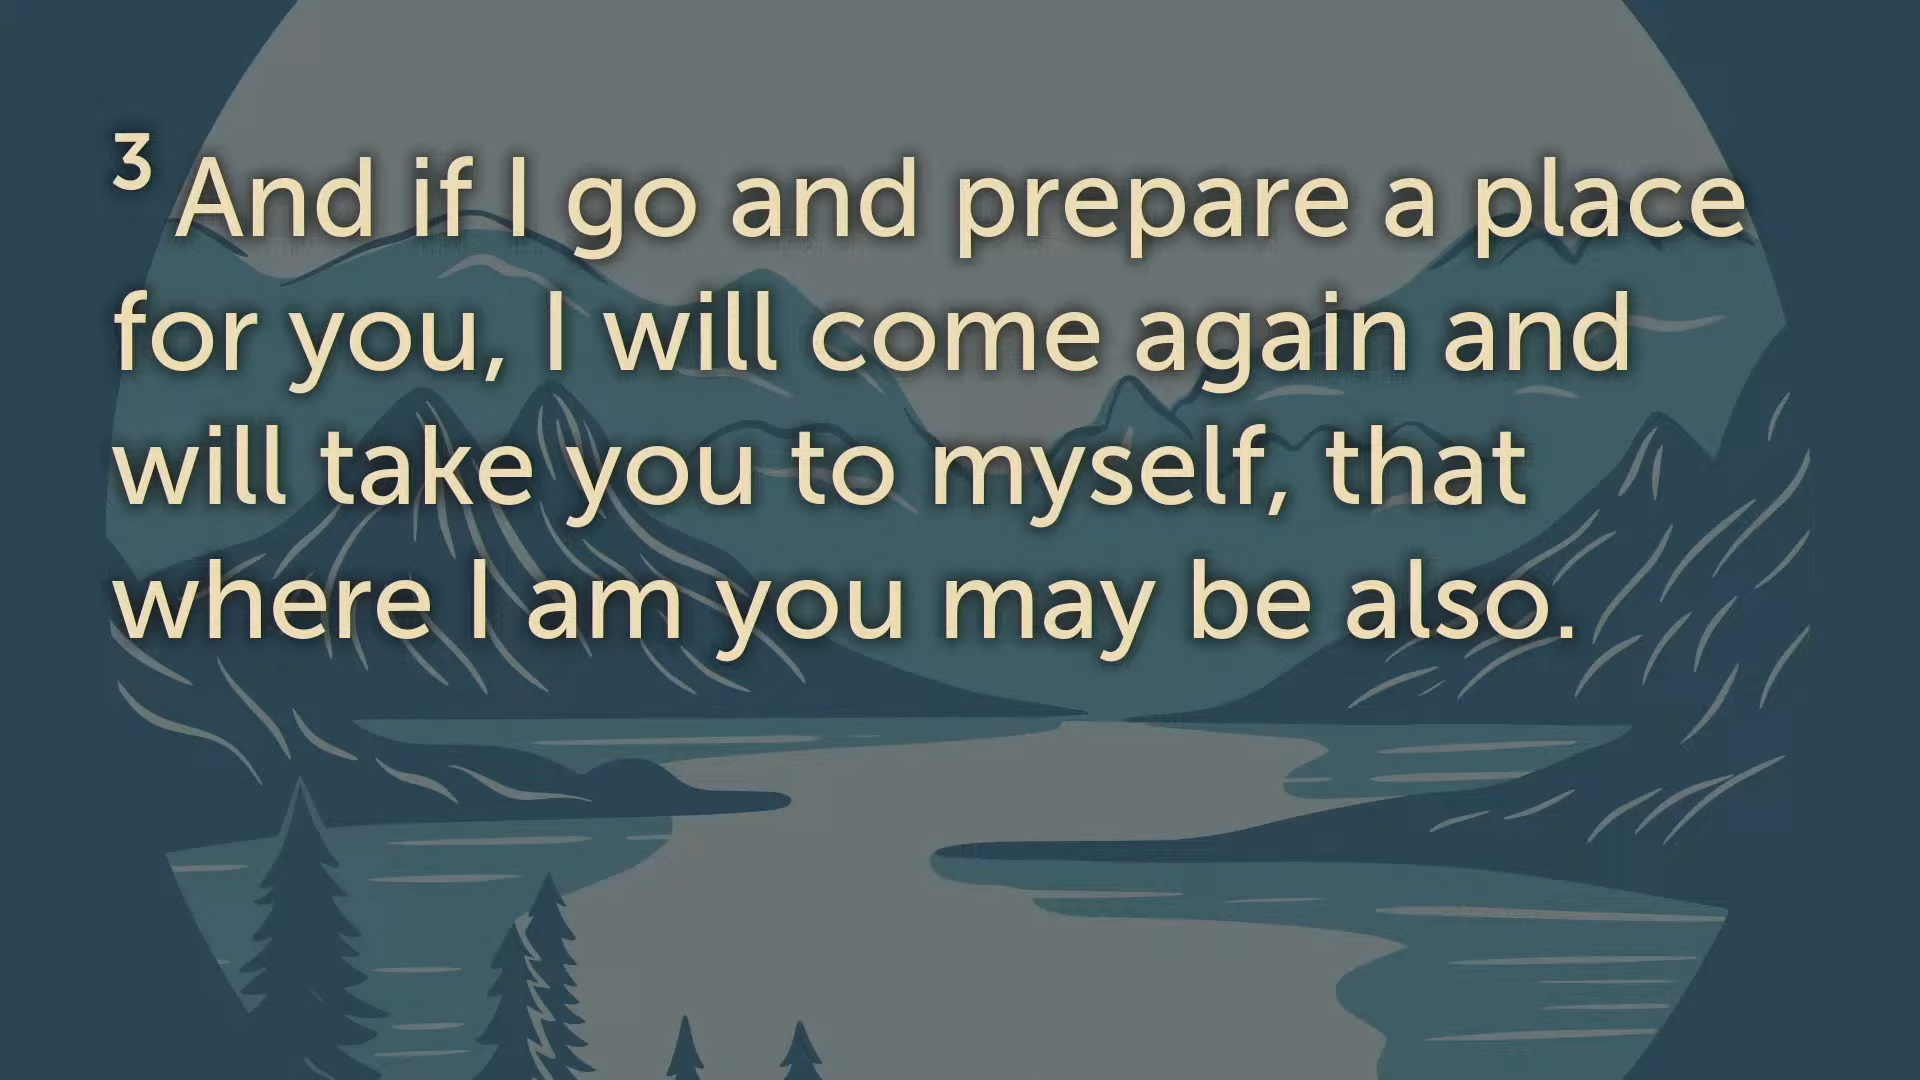 3 And if I go and prepare a place
for you, I will come again and
will take you to myself, that
where I am you may be also.